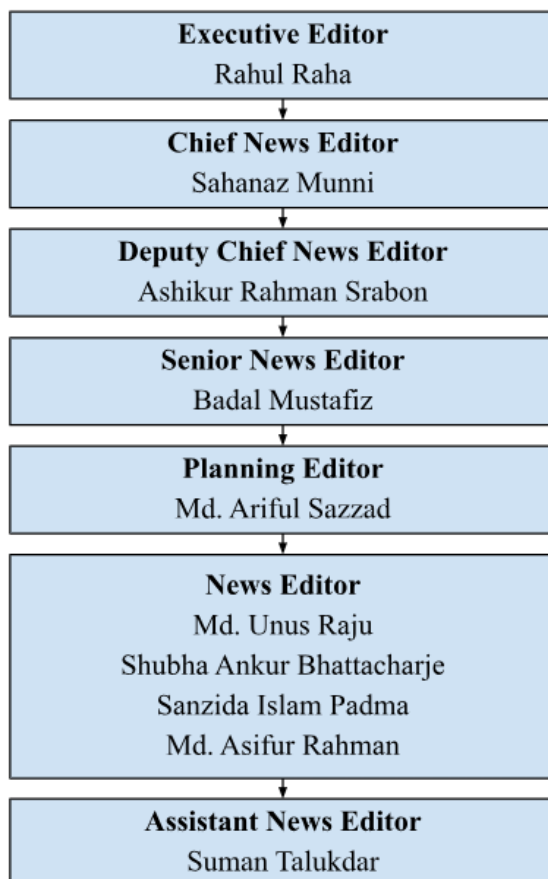 Executive Editor
Rahul Raha
Chief News Editor
Sahanaz Munni
Deputy Chief News Editor
Ashikur Rahman Srabon
Senior News Editor
Badal Mustafiz
Planning Editor
Md. Ariful Sazzad
News Editor
Md. Unus Raju
Shubha Ankur Bhattacharje
Sanzida Islam Padma
Md. Asifur Rahman
Assistant News Editor
Suman Talukdar